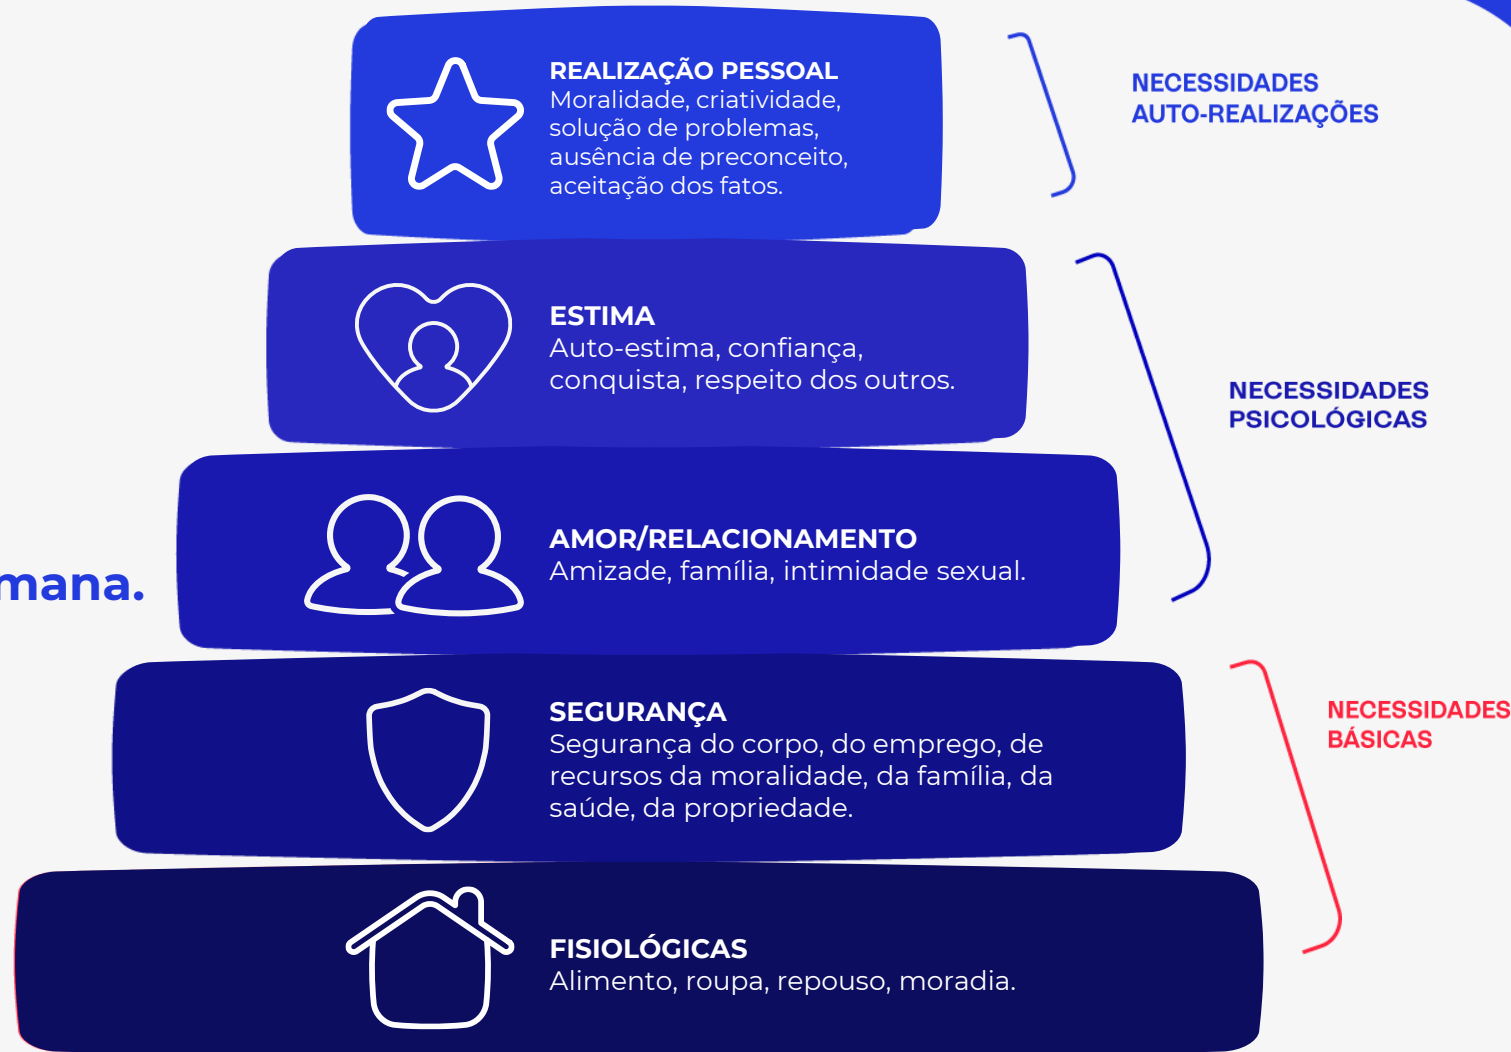 REALIZAÇÃO PESSOAL
Moralidade, criatividade,
solução de problemas,
ausência de preconceito,
aceitação dos fatos.
NECESSIDADES
AUTO-REALIZAÇÕES
ESTIMA
Auto-estima, confiança,
conquista, respeito dos outros.
NECESSIDADES
PSICOLÓGICAS
AMOR/RELACIONAMENTO
Amizade, família, intimidade sexual.
mana.
SEGURANÇA
Segurança do corpo, do emprego, de
recursos da moralidade, da família, da
saúde, da propriedade.
NECESSIDADES
BÁSICAS
FISIOLÓGICAS
Alimento, roupa, repouso, moradia.